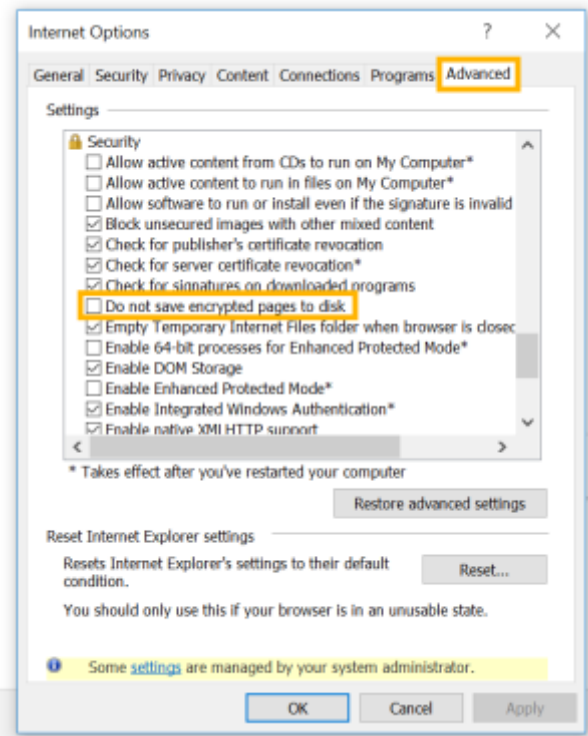 Internet Options
General Security Privacy Content Connections Programs Advanced
Settings
Security
Allow active content from CDs to run on My Computer*
Allow active content to run in files on My Computer*
Allow software to run or install even if the signature is invalid
Block unsecured images with other mixed content
Check for publisher's certificate revocation
Check for server certificate revocation*
Check for signatures on downloaded programs
Do not save encrypted pages to disk
Empty Temporary Internet Files folder when browser is closed
Enable 64-bit processes for Enhanced Protected Mode*
Enable DOM Storage
Enable Enhanced Protected Mode*
Enable Integrated Windows Authentication*
Enable native XMLHTTP support
* Takes effect after you've restarted your computer
Restore advanced settings
Reset Internet Explorer settings
Resets Internet Explorer's settings to their default
condition.
Reset...
You should only use this if your browser is in an unusable state.
Some settings are managed by your system administrator.
OK Cancel Apply